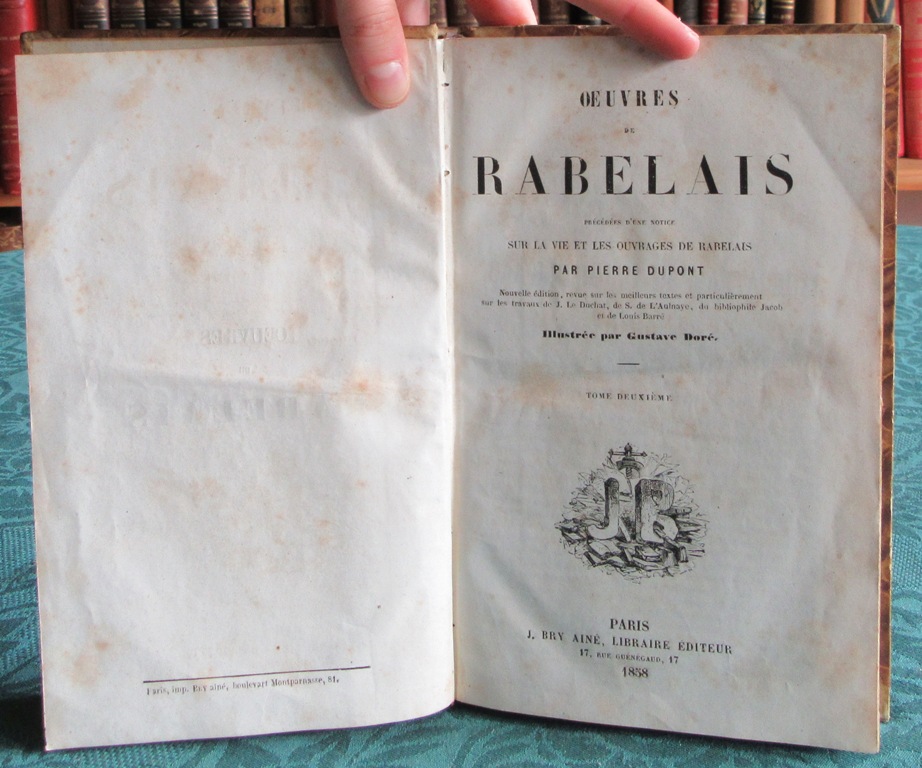 Paris, imp. Bry aîné, boulevart Montparnasse, 81.
OEUVRES
DE
RABELAIS
PRÉCÉDÉES D'UNE NOTICE
SUR LA VIE ET LES OUVRAGES DE RABELAIS
PAR PIERRE DUPONT
Nouvelle édition, revue sur les meilleurs textes et particulièrement
sur les travaux de J. Le Duchat, de S. de L'Aulnaye, du bibliophile Jacob
et de Louis Barré
Illustrée par Gustave Doré.
TOME DEUXIÈME
J. B
PARIS
J. BRY AINÉ, LIBRAIRE ÉDITEUR
17, RUE GUÉNÉGAUD, 17
1858